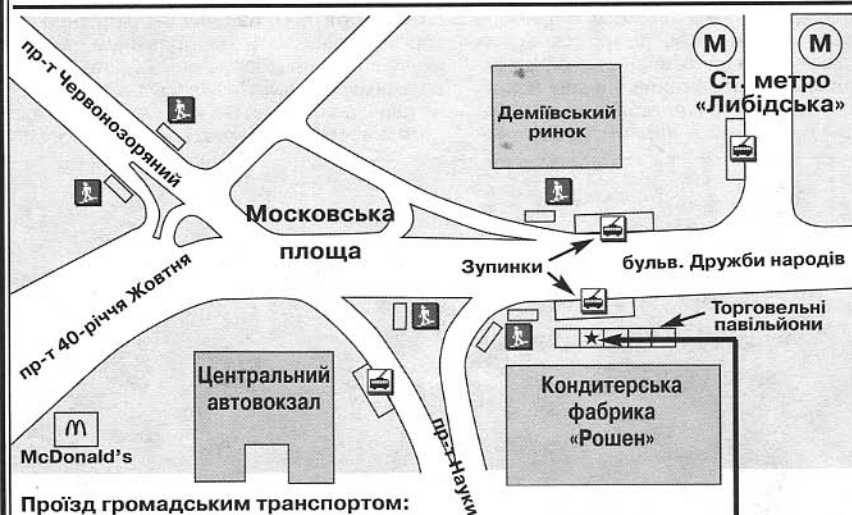 М
М
Ст. метро
«Либідська»
пр-т Червонозоряний
Деміївський
ринок
Московська
площа
Зупинки
бульв. Дружби народів
пр-т 40-річчя Жовтня
Торговельні
павільйони
Центральний
автовокзал
Кондитерська
фабрика
«Рошен»
пр-т Науки
McDonald's
Проїзд громадським транспортом: